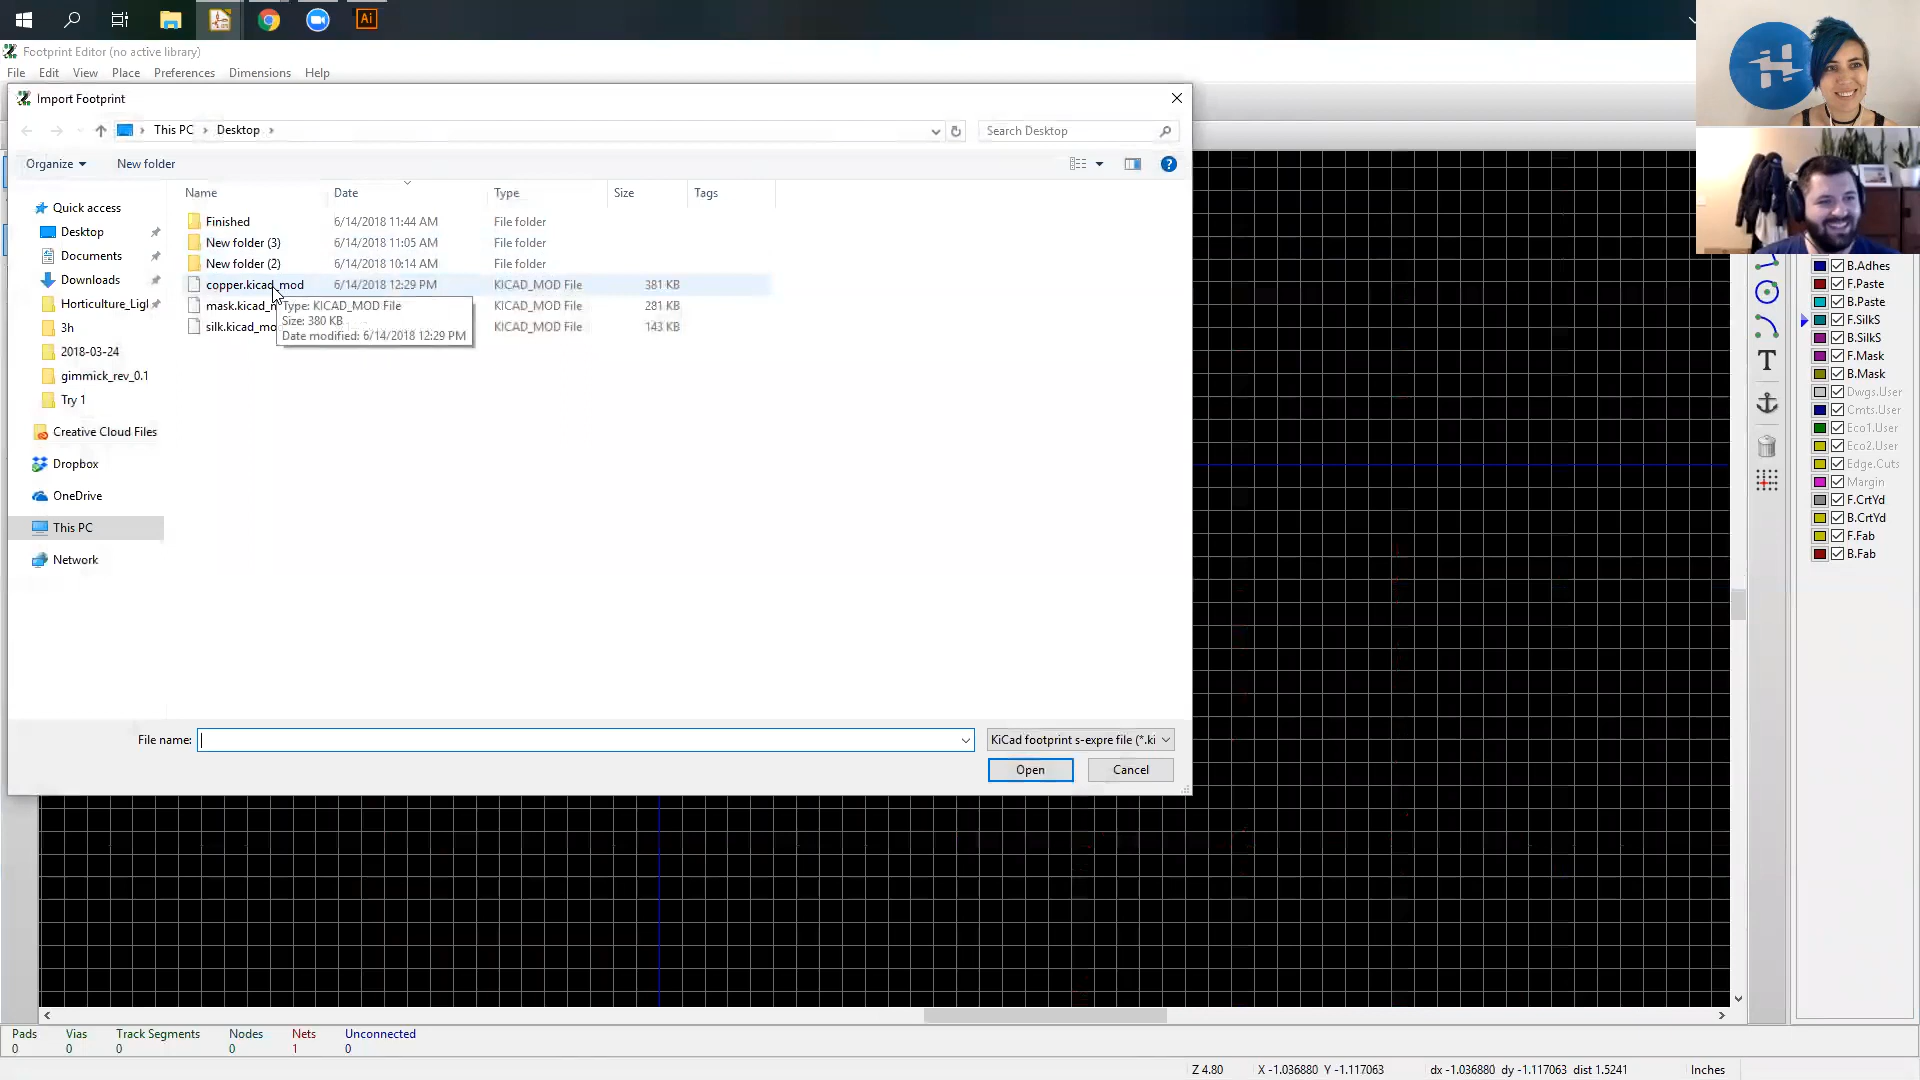 Ai
Footprint Editor (no active library)
File Edit View Place Preferences Dimensions Help
Import Footprint
This PC Desktop
Search Desktop
Organize New folder
Name Date Type Size Tags
Quick access
Desktop
Documents
Downloads
Horticulture_Ligl
3h
2018-03-24
gimmick_rev_0.1
Try 1
Creative Cloud Files
Dropbox
OneDrive
This PC
Network
Finished 6/14/2018 11:44 AM File folder
New folder (3) 6/14/2018 11:05 AM File folder
New folder (2) 6/14/2018 10:14 AM File folder
copper.kicad_mod 6/14/2018 12:29 PM KICAD_MOD File 381 KB
mask.kicad_n KICAD_MOD File 281 KB
silk.kicad_mo KICAD_MOD File 143 KB
Type: KICAD_MOD File
Size: 380 KB
Date modified: 6/14/2018 12:29 PM
File name: KiCad footprint s-expre file (*.ki
Open Cancel
B.Adhes
F.Paste
B.Paste
F.SilkS
B.SilkS
F.Mask
B.Mask
Dwgs.User
Cmts.User
Eco1.User
Eco2.User
Edge.Cuts
Margin
F.CrtYd
B.CrtYd
F.Fab
B.Fab
T
Pads Vias Track Segments Nodes Nets Unconnected
0 0 0 0 1 0
Z 4.80 X -1.036880 Y -1.117063 dx -1.036880 dy -1.117063 dist 1.5241 Inches